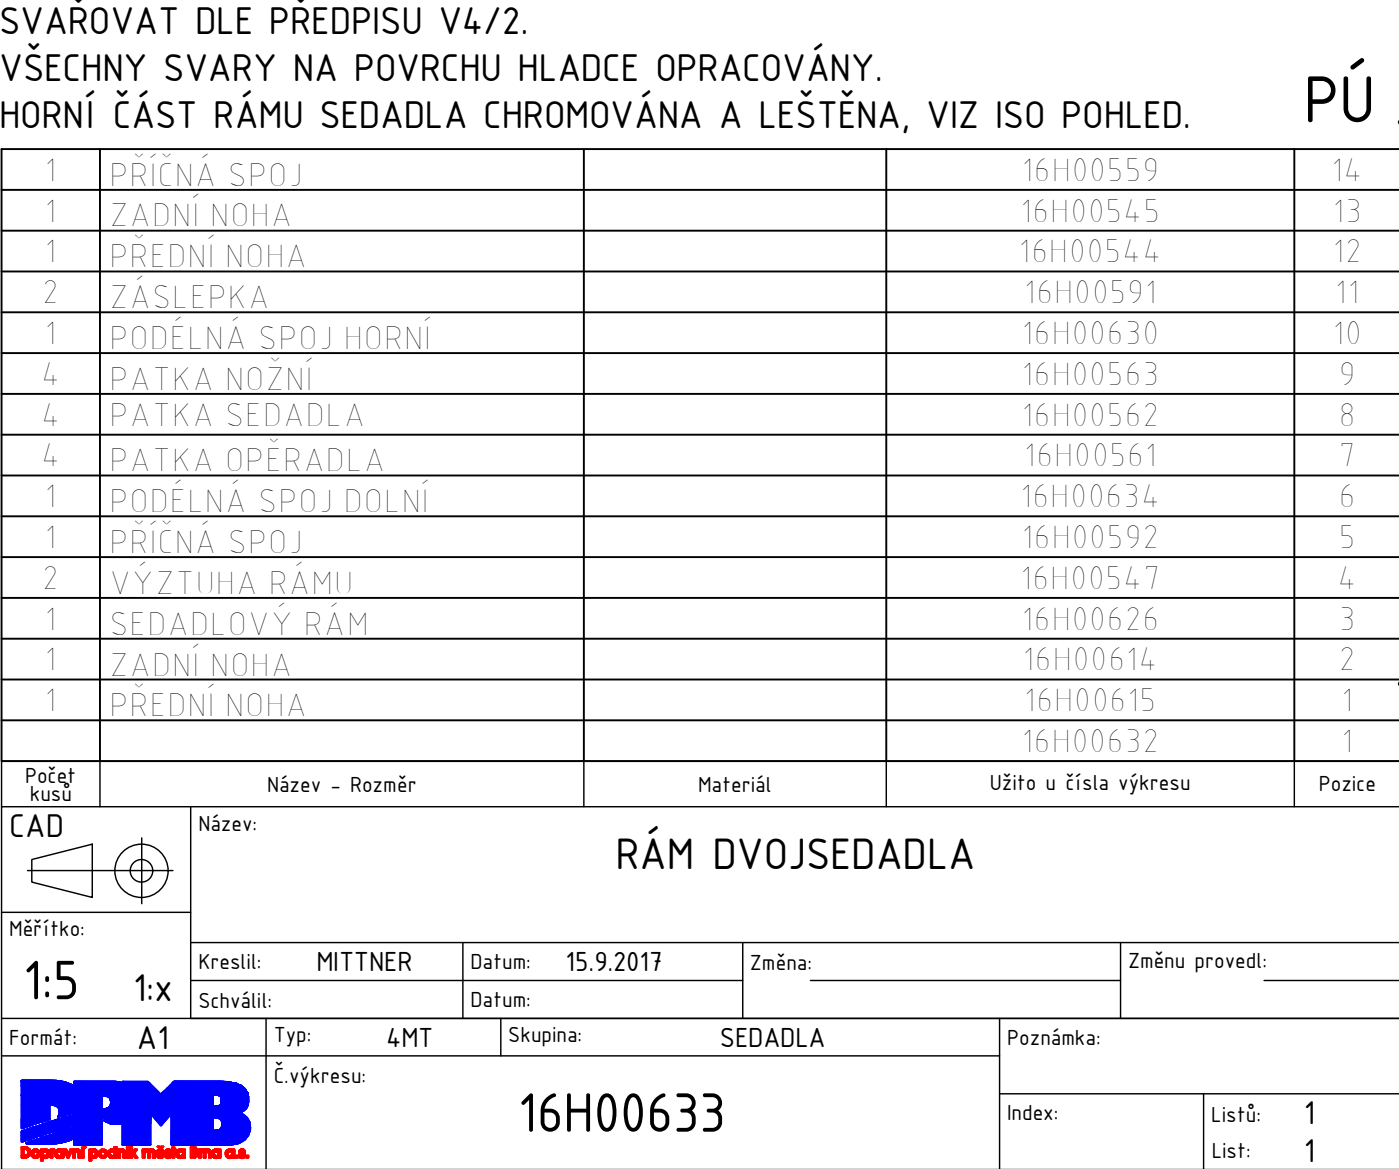 SVAŘOVAT DLE PŘEDPISU V4/2.
VŠECHNY SVARY NA POVRCHU HLADCE OPRACOVÁNY.
HORNÍ ČÁST RÁMU SEDADLA CHROMOVÁNA A LEŠTĚNA, VIZ ISO POHLED.
PÚ
1 PŘÍČNÁ SPOJ 16H00559 14
1 ZADNÍ NOHA 16H00545 13
1 PŘEDNÍ NOHA 16H00544 12
2 ZÁSLEPKA 16H00591 11
1 PODÉLNÁ SPOJ HORNÍ 16H00630 10
4 PATKA NOŽNÍ 16H00563 9
4 PATKA SEDADLA 16H00562 8
4 PATKA OPĚRADLA 16H00561 7
1 PODÉLNÁ SPOJ DOLNÍ 16H00634 6
1 PŘÍČNÁ SPOJ 16H00592 5
2 VÝZTUHA RÁMU 16H00547 4
1 SEDADLOVÝ RÁM 16H00626 3
1 ZADNÍ NOHA 16H00614 2
1 PŘEDNÍ NOHA 16H00615 1
16H00632 1
Počet kusů Název - Rozměr Materiál Užito u čísla výkresu Pozice
CAD
Název:
RÁM DVOJSEDADLA
Měřítko:
1:5 1:x
Kreslil: MITTNER Datum: 15.9.2017 Změna: Změnu provedl:
Schválil: Datum:
Formát: A1 Typ: 4MT Skupina: SEDADLA Poznámka:
Č.výkresu:
16H00633
Index: Listů: 1
List: 1
DPMB
Dopravní podnik města Brna a.s.